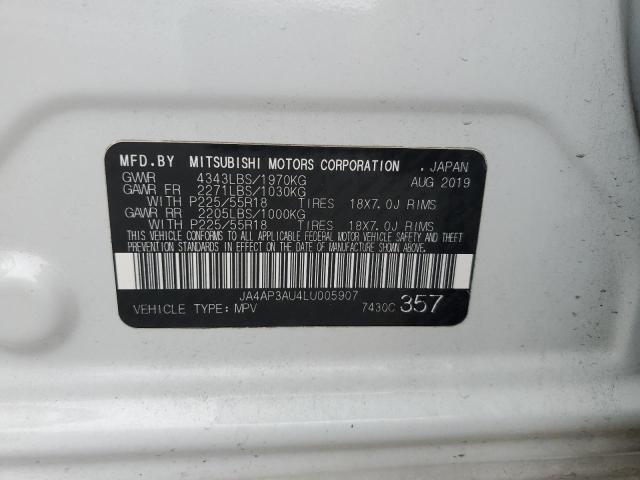 MFD.BY MITSUBISHI MOTORS CORPORATION . JAPAN
GVWR 4343LBS/1970KG AUG 2019
GAWR FR 2271LBS/1030KG
WITH P225/55R18 TIRES 18X7.0J RIMS
GAWR RR 2205LBS/1000KG
WITH P225/55R18 TIRES 18X7.0J RIMS
THIS VEHICLE CONFORMS TO ALL APPLICABLE FEDERAL MOTOR VEHICLE SAFETY AND THEFT
PREVENTION STANDARDS IN EFFECT ON THE DATE OF MANUFACTURE SHOWN ABOVE.
JA4AP3AU4LU005907
VEHICLE TYPE: MPV 7430C 357